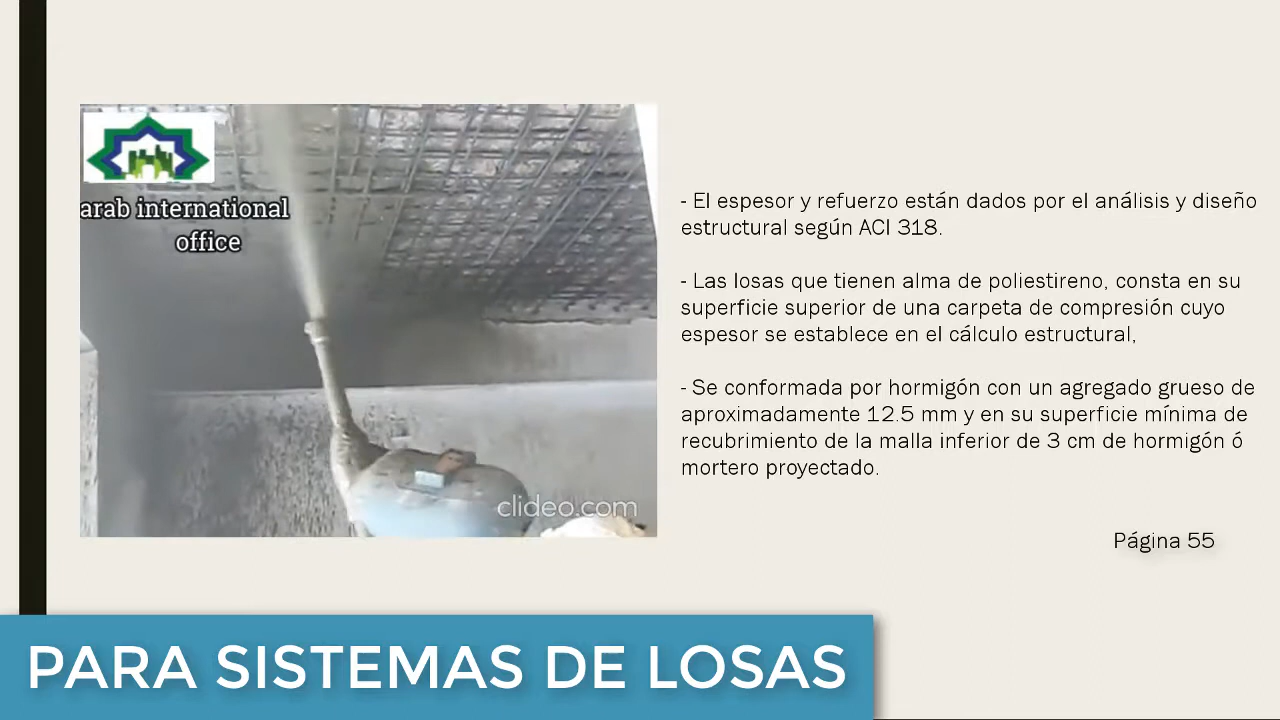 arab international
office
clideo.com
- El espesor y refuerzo están dados por el análisis y diseño
estructural según ACI 318.
- Las losas que tienen alma de poliestireno, consta en su
superficie superior de una carpeta de compresión cuyo
espesor se establece en el cálculo estructural,
- Se conformada por hormigón con un agregado grueso de
aproximadamente 12.5 mm y en su superficie mínima de
recubrimiento de la malla inferior de 3 cm de hormigón ó
mortero proyectado.
Página 55
PARA SISTEMAS DE LOSAS